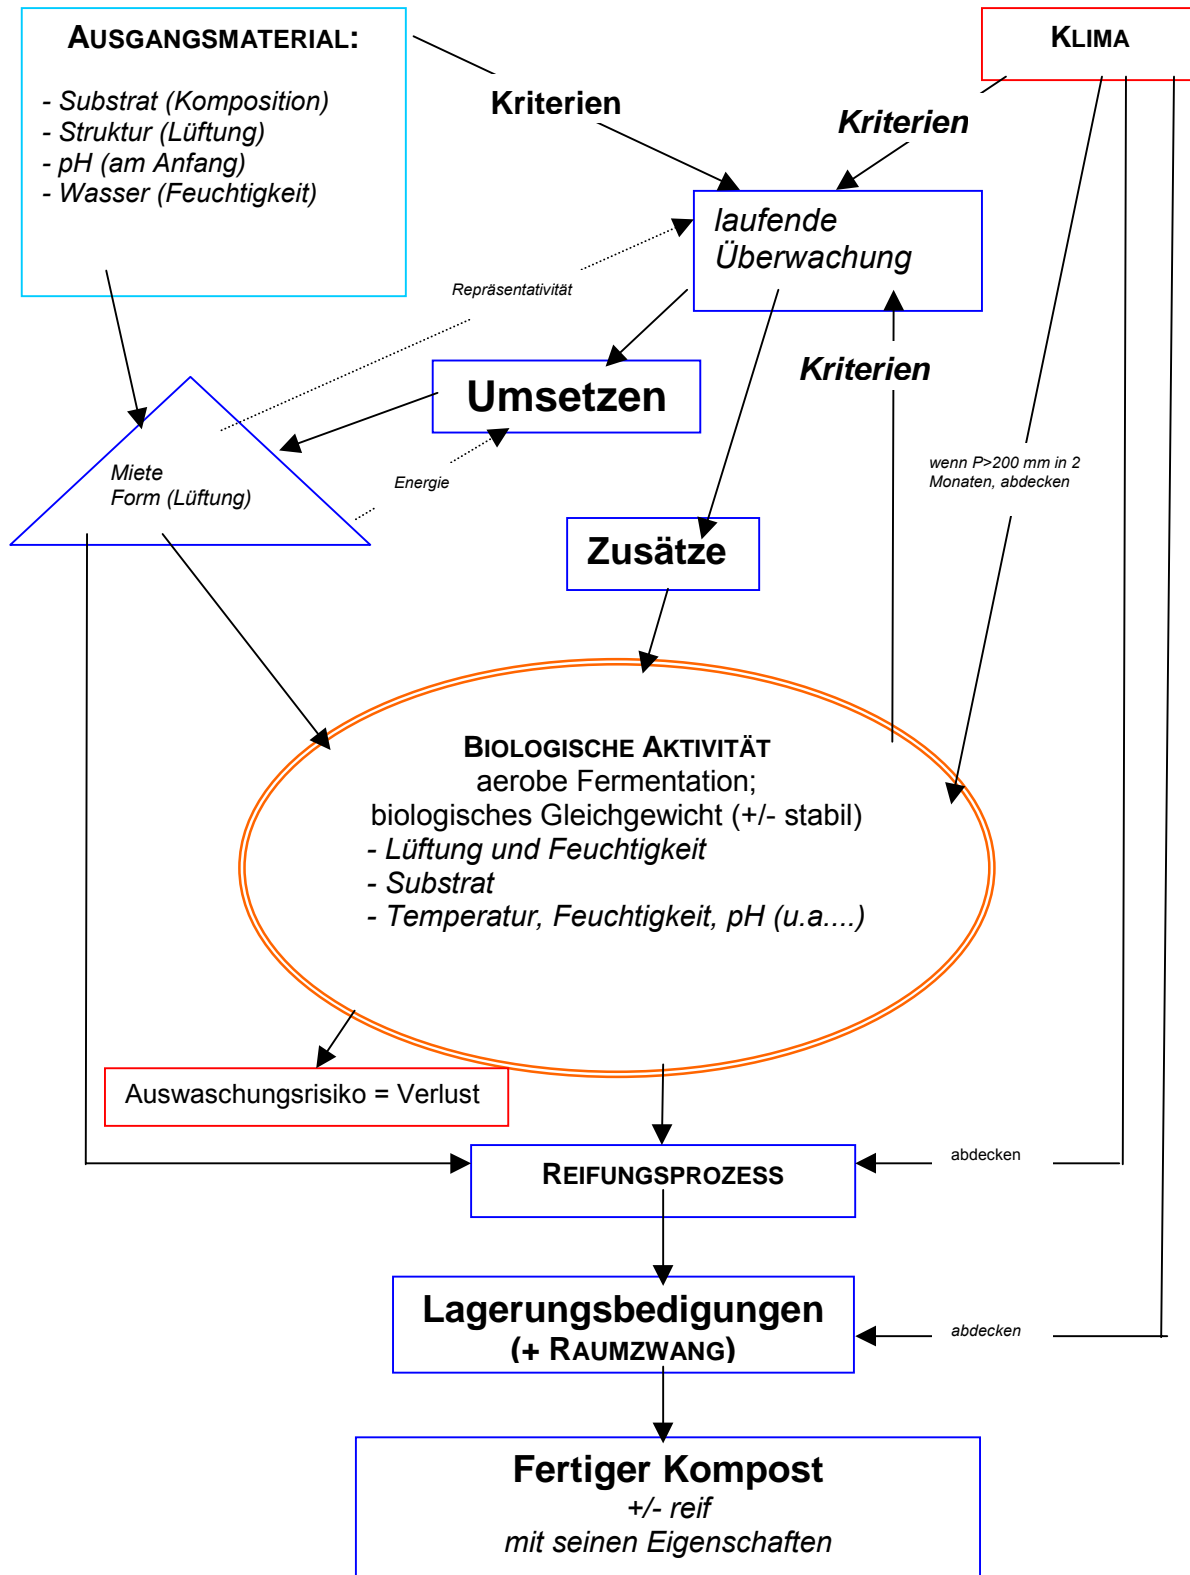 AUSGANGSMATERIAL:
- Substrat (Komposition)
- Struktur (Lüftung)
- pH (am Anfang)
- Wasser (Feuchtigkeit)
KLIMA
Kriterien
Kriterien
laufende
Überwachung
Repräsentativität
Kriterien
Umsetzen
Miete
Form (Lüftung)
Energie
wenn P>200 mm in 2
Monaten, abdecken
Zusätze
BIOLOGISCHE AKTIVITÄT
aerobe Fermentation;
biologisches Gleichgewicht (+/- stabil)
- Lüftung und Feuchtigkeit
- Substrat
- Temperatur, Feuchtigkeit, pH (u.a....)
Auswaschungsrisiko = Verlust
abdecken
REIFUNGSPROZESS
Lagerungsbedigungen
(+ RAUMZWANG)
abdecken
Fertiger Kompost
+/- reif
mit seinen Eigenschaften